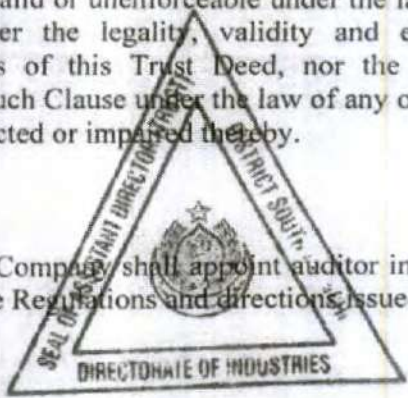 and or unenforceable under the la
er the legality, validity and e
s of this Trust Deed, nor the
uch Clause under the law of any o
cted or impaired thereby.
Company shall appoint auditor in
e Regulations and directions issue
SEAL OF ASSISTANT DIRECTOR
DISTRICT SOUTH
DIRECTORATE OF INDUSTRIES